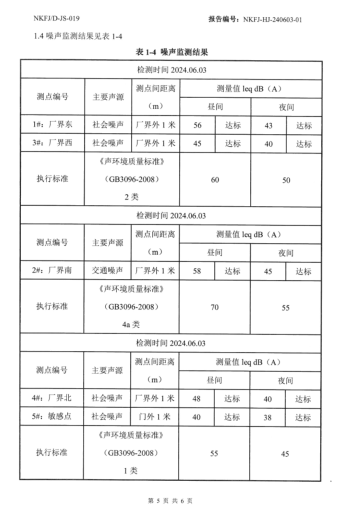 NKFJ/D-JS-019 报告编号：NKFJ-HJ-240603-01
1.4 噪声监测结果见表 1-4
表 1-4 噪声监测结果
检测时间 2024.06.03
测点编号 主要声源 测点间距离（m） 测量值 leq dB（A）
昼间 夜间
1#：厂界东 社会噪声 厂界外 1 米 56 达标 43 达标
3#：厂界西 社会噪声 厂界外 1 米 45 达标 40 达标
执行标准 《声环境质量标准》（GB3096-2008）2 类 60 50
检测时间 2024.06.03
测点编号 主要声源 测点间距离（m） 测量值 leq dB（A）
昼间 夜间
2#：厂界南 交通噪声 厂界外 1 米 58 达标 45 达标
执行标准 《声环境质量标准》（GB3096-2008）4a 类 70 55
检测时间 2024.06.03
测点编号 主要声源 测点间距离（m） 测量值 leq dB（A）
昼间 夜间
4#：厂界北 社会噪声 厂界外 1 米 48 达标 40 达标
5#：敏感点 社会噪声 门外 1 米 40 达标 38 达标
执行标准 《声环境质量标准》（GB3096-2008）1 类 55 45
第 5 页 共 6 页